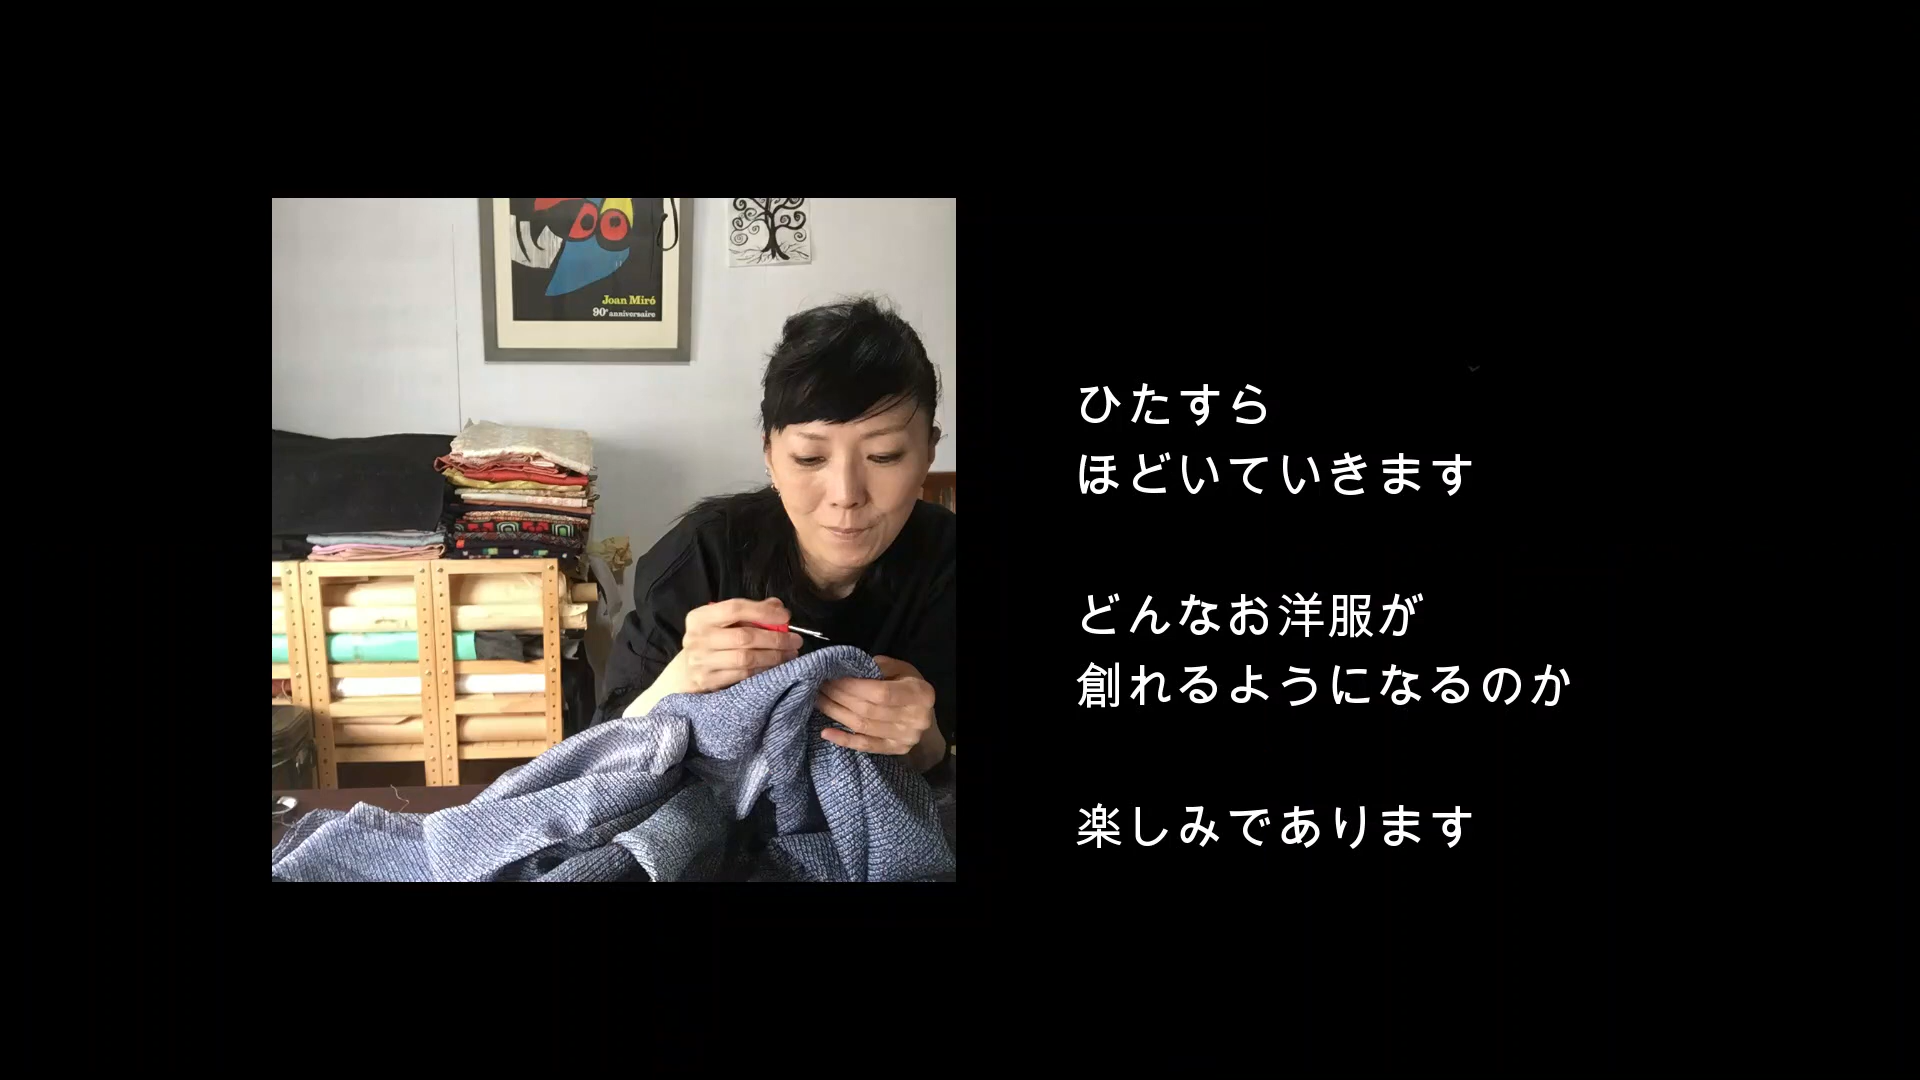 Joan Miró
90e anniversaire
ひたすら
ほどいていきます
どんなお洋服が
創れるようになるのか
楽しみであります